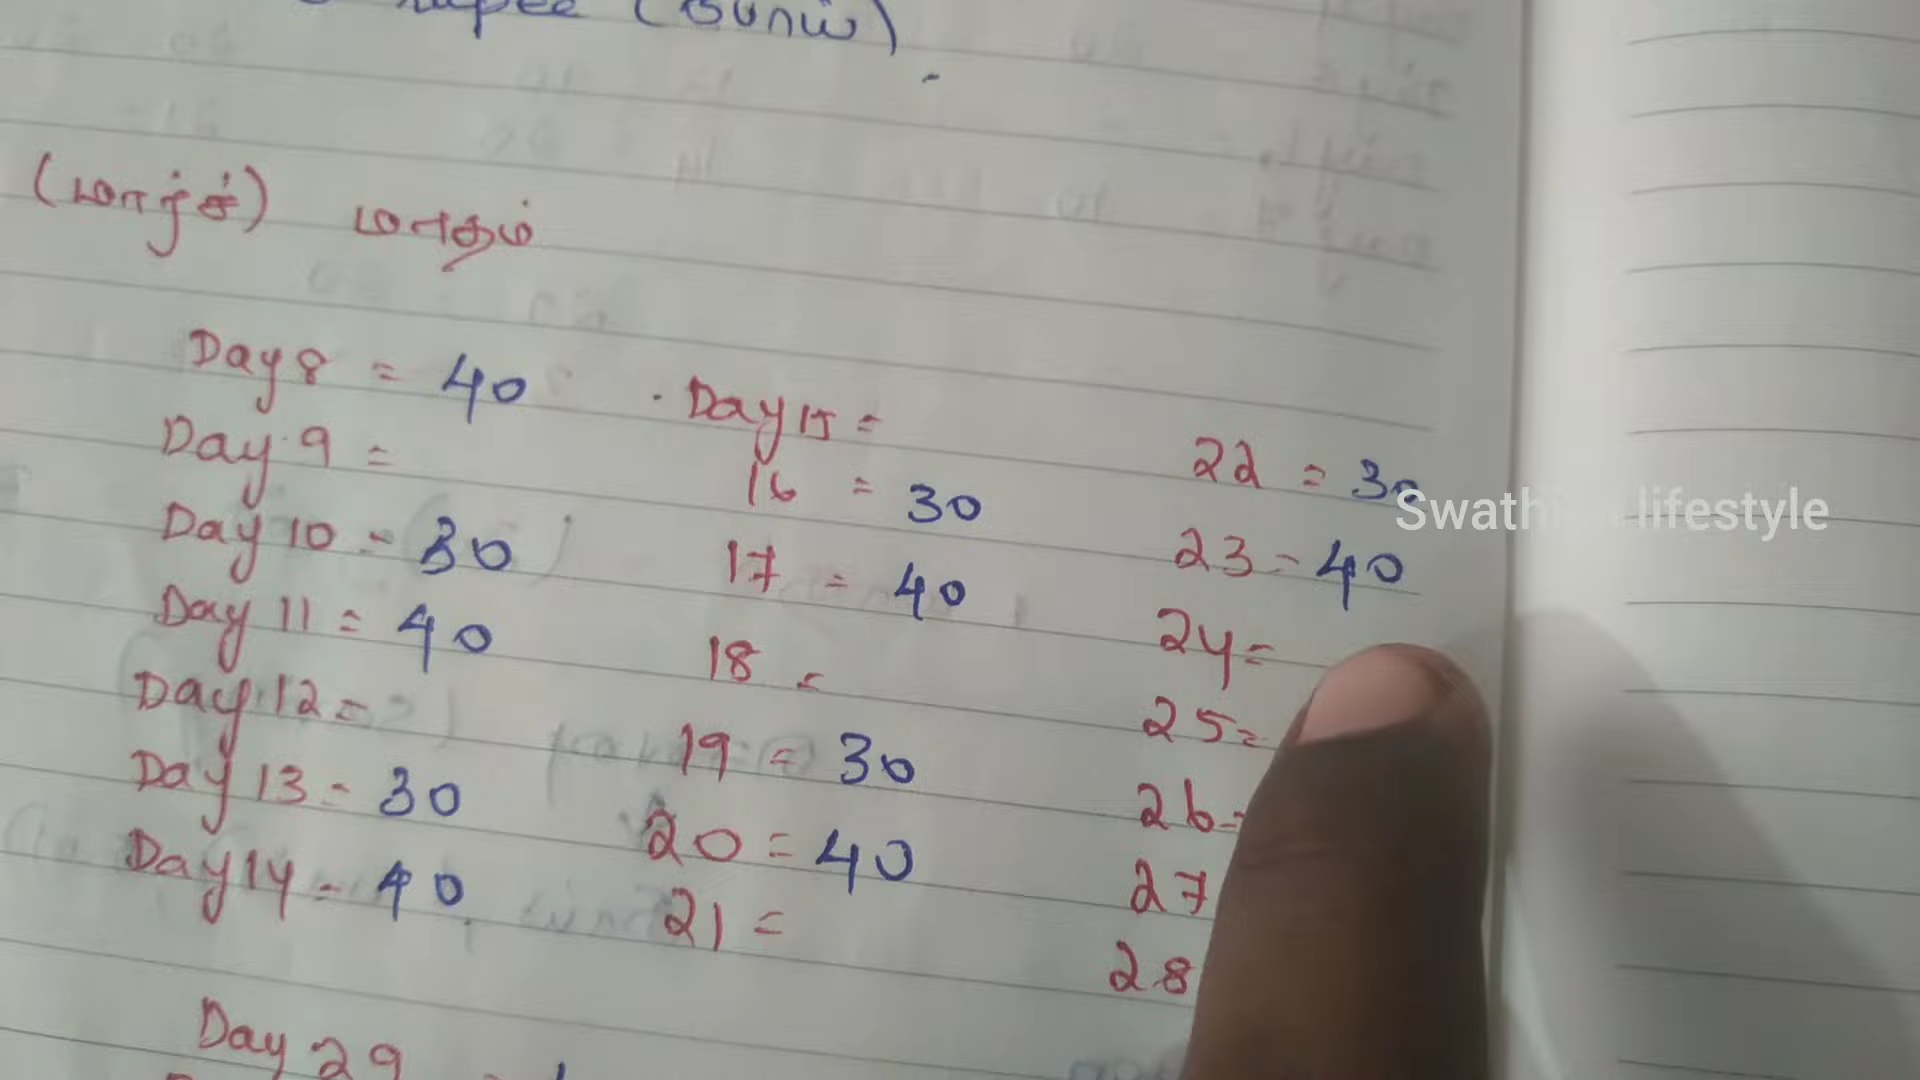 rupee (ரூபாய்)
(மார்ச்) மாதம்
Day 8 = 40
Day 9 =
Day 10 - 30
Day 11 = 40
Day 12 =
Day 13 - 30
Day 14 - 40
Day 15 =
16 = 30
17 = 40
18 =
19 = 30
20 = 40
21 =
22 = 30
23 - 40
24 =
25 =
26 -
27
28
Day 29
lifestyle